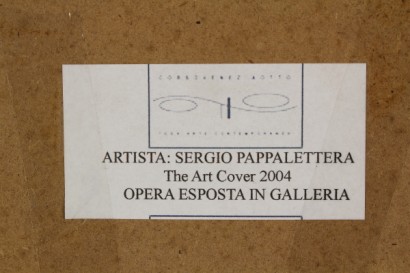 ARTISTA: SERGIO PAPPALETTERA
The Art Cover 2004
OPERA ESPOSTA IN GALLERIA